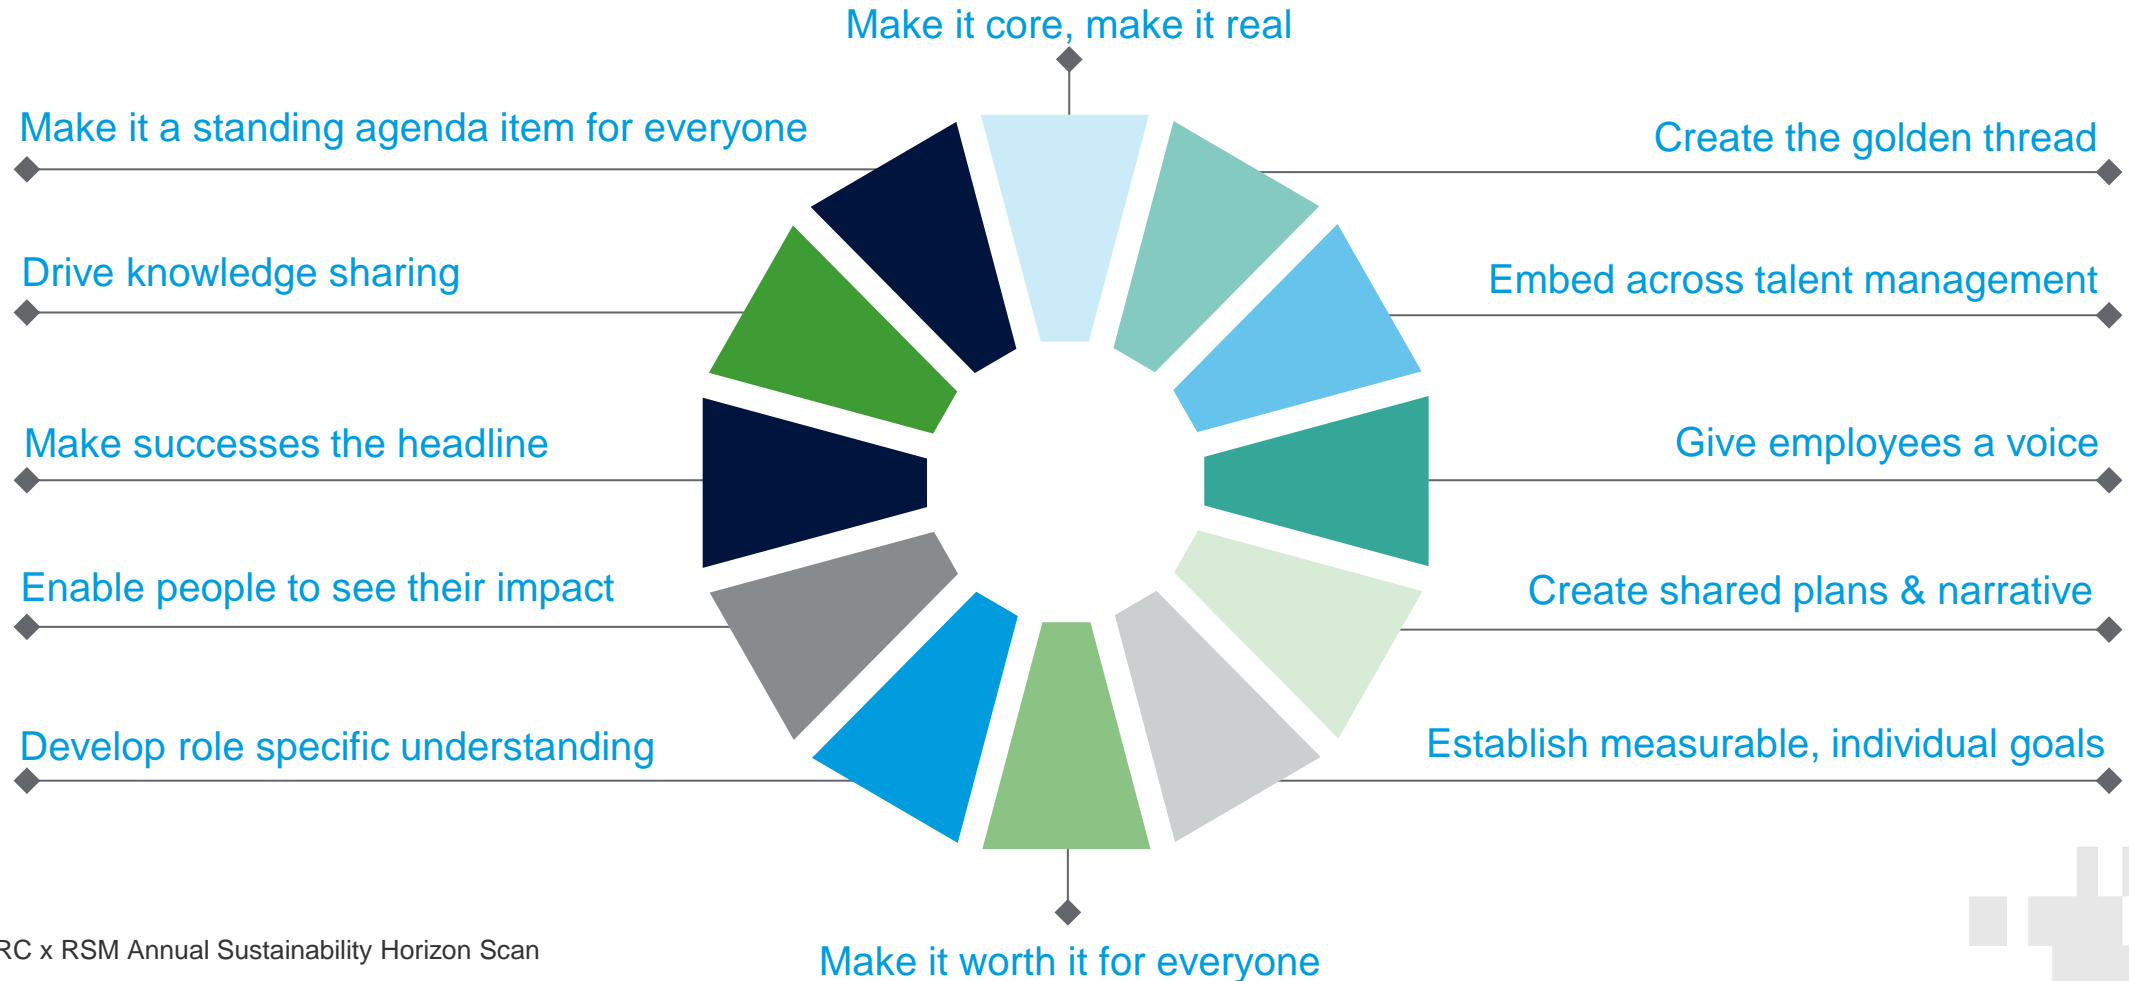 Make it core, make it real
Make it a standing agenda item for everyone
Create the golden thread
Drive knowledge sharing
Embed across talent management
Make successes the headline
Give employees a voice
Enable people to see their impact
Create shared plans & narrative
Develop role specific understanding
Establish measurable, individual goals
RC x RSM Annual Sustainability Horizon Scan
Make it worth it for everyone